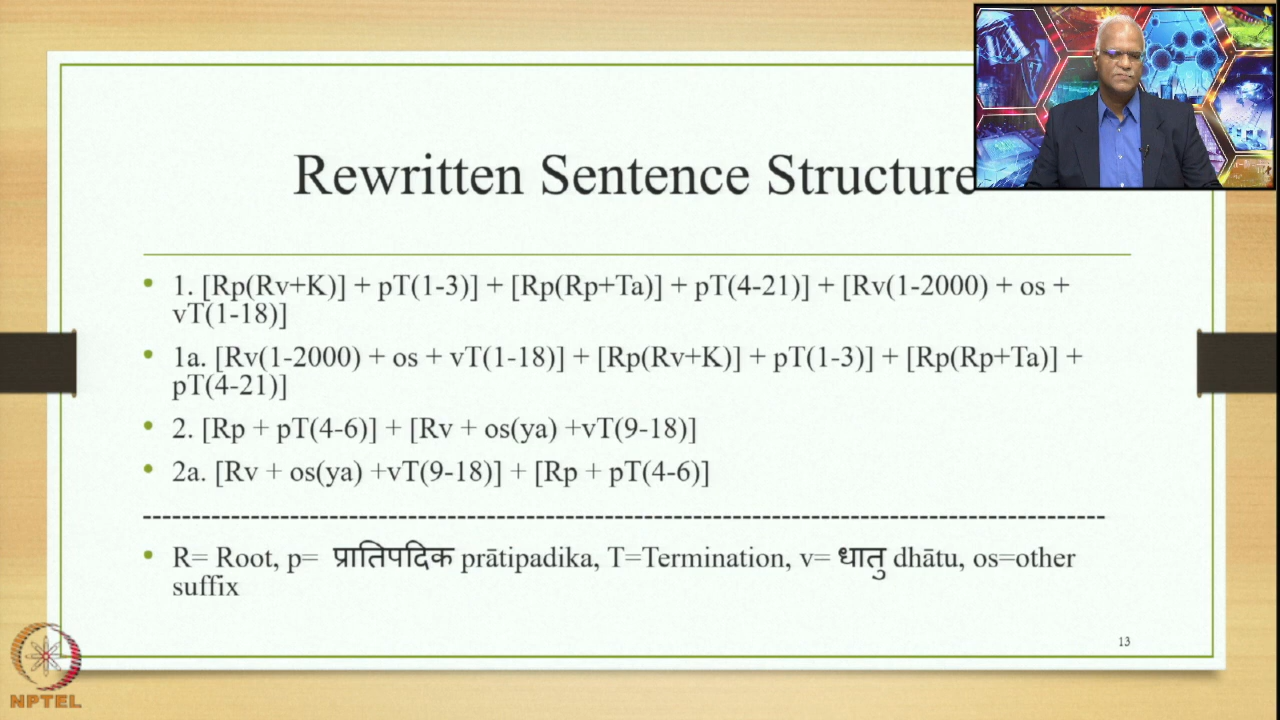 Rewritten Sentence Structure
• 1. [Rp(Rv+K)] + pT(1-3)] + [Rp(Rp+Ta)] + pT(4-21)] + [Rv(1-2000) + os +
vT(1-18)]
• 1a. [Rv(1-2000) + os + vT(1-18)] + [Rp(Rv+K)] + pT(1-3)] + [Rp(Rp+Ta)] +
pT(4-21)]
• 2. [Rp + pT(4-6)] + [Rv + os(ya) +vT(9-18)]
• 2a. [Rv + os(ya) +vT(9-18)] + [Rp + pT(4-6)]
--------------------------------------------------------------------------------------------
• R= Root, p= प्रातिपदिक prātipadika, T=Termination, v= धातु dhātu, os=other
suffix
13
NPTEL